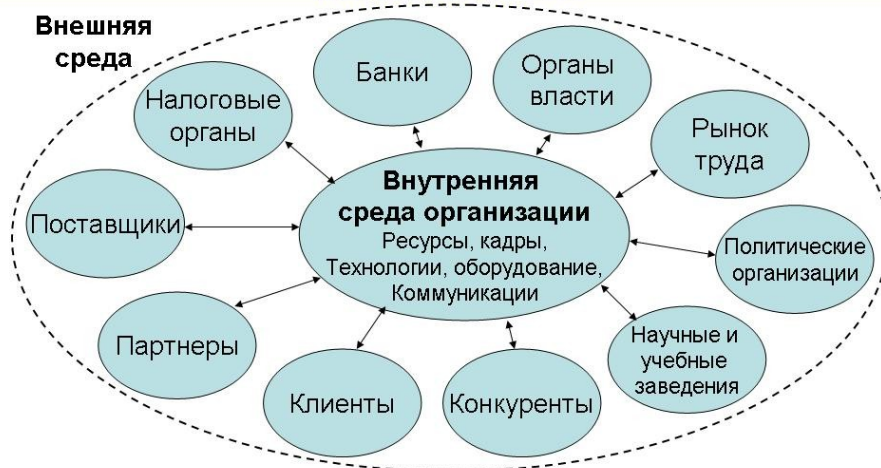 Внешняя
среда
Банки
Органы
власти
Налоговые
органы
Рынок
труда
Внутренняя
среда организации
Ресурсы, кадры,
Технологии, оборудование,
Коммуникации
Поставщики
Политические
организации
Партнеры
Научные и
учебные
заведения
Клиенты
Конкуренты